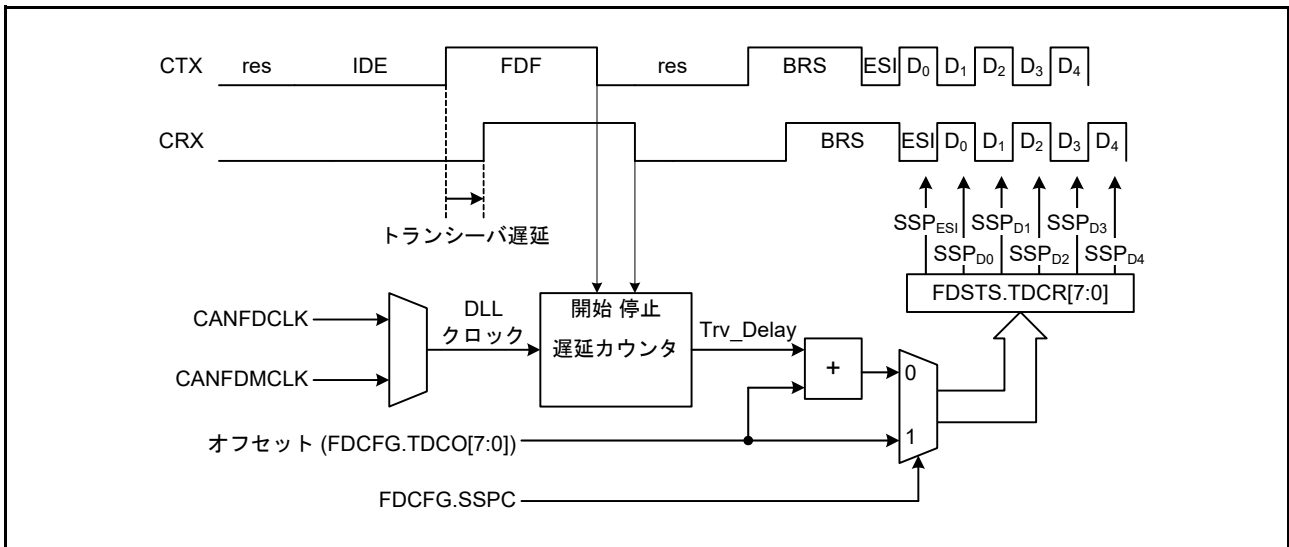 CTX res IDE FDF res BRS ESI D0 D1 D2 D3 D4
CRX BRS ESI D0 D1 D2 D3 D4
トランシーバ遅延
SSPESI SSPD1 SSPD3
SSPD0 SSPD2 SSPD4
FDSTS.TDCR[7:0]
CANFDCLK
CANFDMCLK
DLL
クロック
開始 停止
遅延カウンタ
Trv_Delay
+
0
1
オフセット (FDCFG.TDCO[7:0])
FDCFG.SSPC